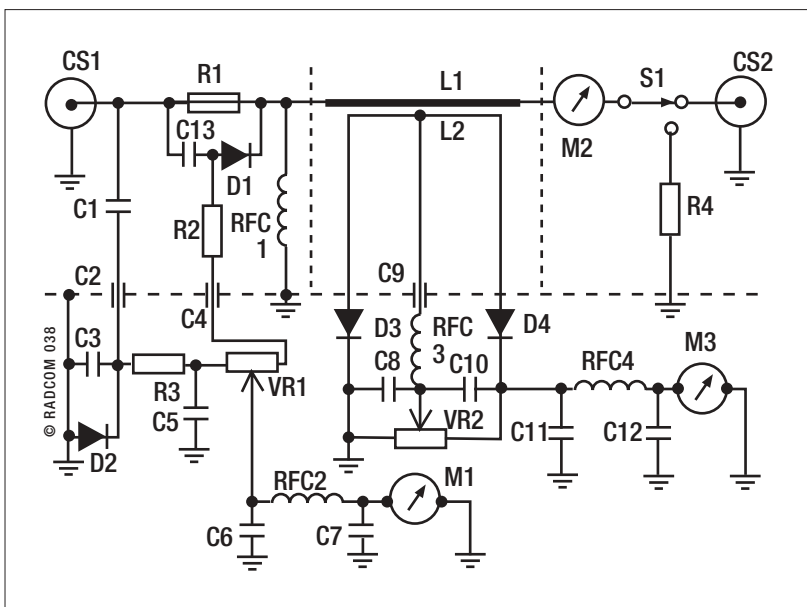 CS1
R1
L1
S1
CS2
C13
L2
M2
D1
C1
R2
RFC
1
R4
C2
C9
C4
D3
RFC
3
D4
C3
C8
C10
RFC4
M3
R3
VR1
C5
VR2
C11
C12
D2
© RADCOM 038
RFC2
M1
C6
C7